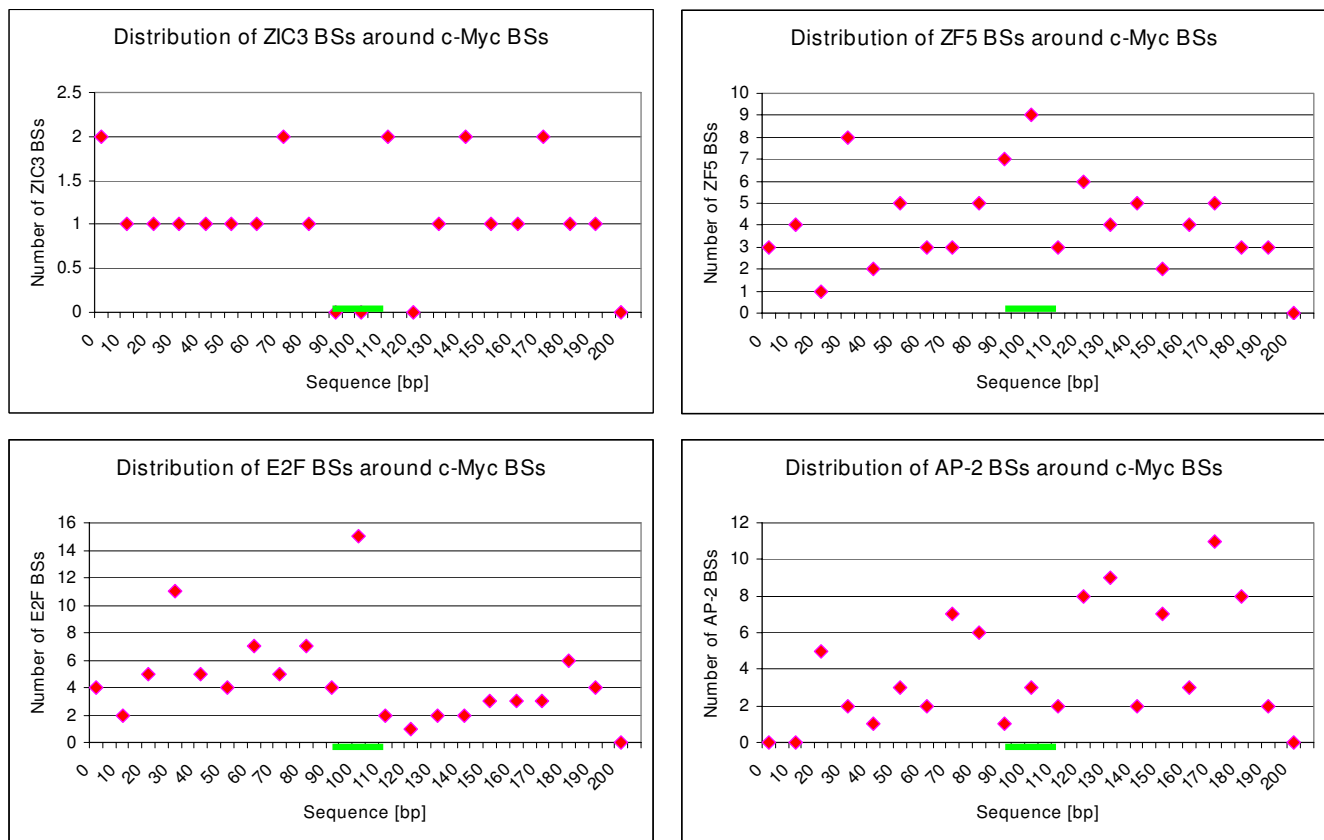 Distribution of ZIC3 BSs around c-Myc BSs
Number of ZIC3 BSs
2.5
2
1.5
1
0.5
0
0 10 20 30 40 50 60 70 80 90 100 110 120 130 140 150 160 170 180 190 200
Sequence [bp]
Distribution of ZF5 BSs around c-Myc BSs
Number of ZF5 BSs
10
9
8
7
6
5
4
3
2
1
0
0 10 20 30 40 50 60 70 80 90 100 110 120 130 140 150 160 170 180 190 200
Sequence [bp]
Distribution of E2F BSs around c-Myc BSs
Number of E2F BSs
16
14
12
10
8
6
4
2
0
0 10 20 30 40 50 60 70 80 90 100 110 120 130 140 150 160 170 180 190 200
Sequence [bp]
Distribution of AP-2 BSs around c-Myc BSs
Number of AP-2 BSs
12
10
8
6
4
2
0
0 10 20 30 40 50 60 70 80 90 100 110 120 130 140 150 160 170 180 190 200
Sequence [bp]